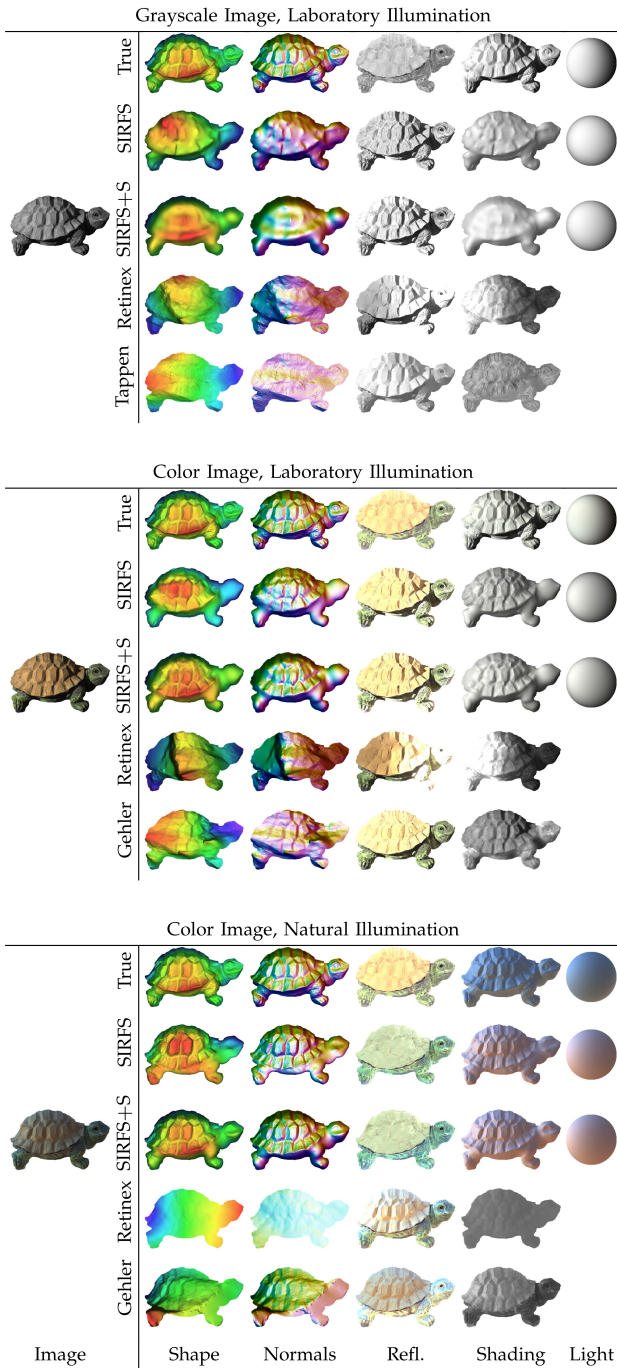 Grayscale Image, Laboratory Illumination
True
SIRFS
SIRFS+S
Retinex
Tappen
Color Image, Laboratory Illumination
True
SIRFS
SIRFS+S
Retinex
Gehler
Color Image, Natural Illumination
True
SIRFS
SIRFS+S
Retinex
Gehler
Image Shape Normals Refl. Shading Light